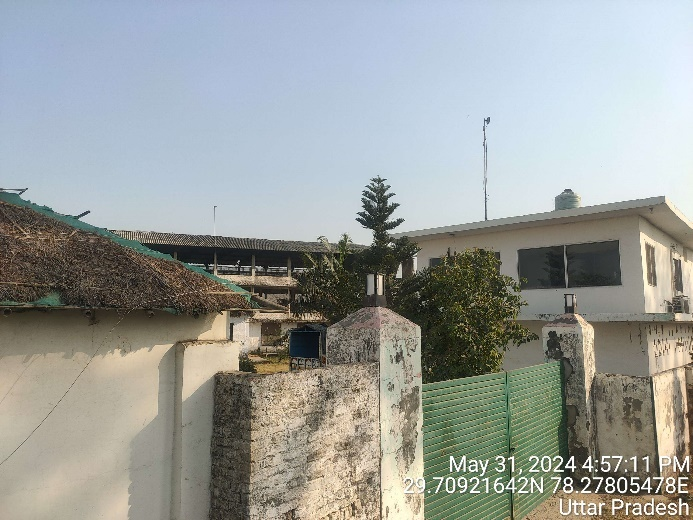 May 31, 2024 4:57:11 PM
29.70921642N 78.27805478E
Uttar Pradesh